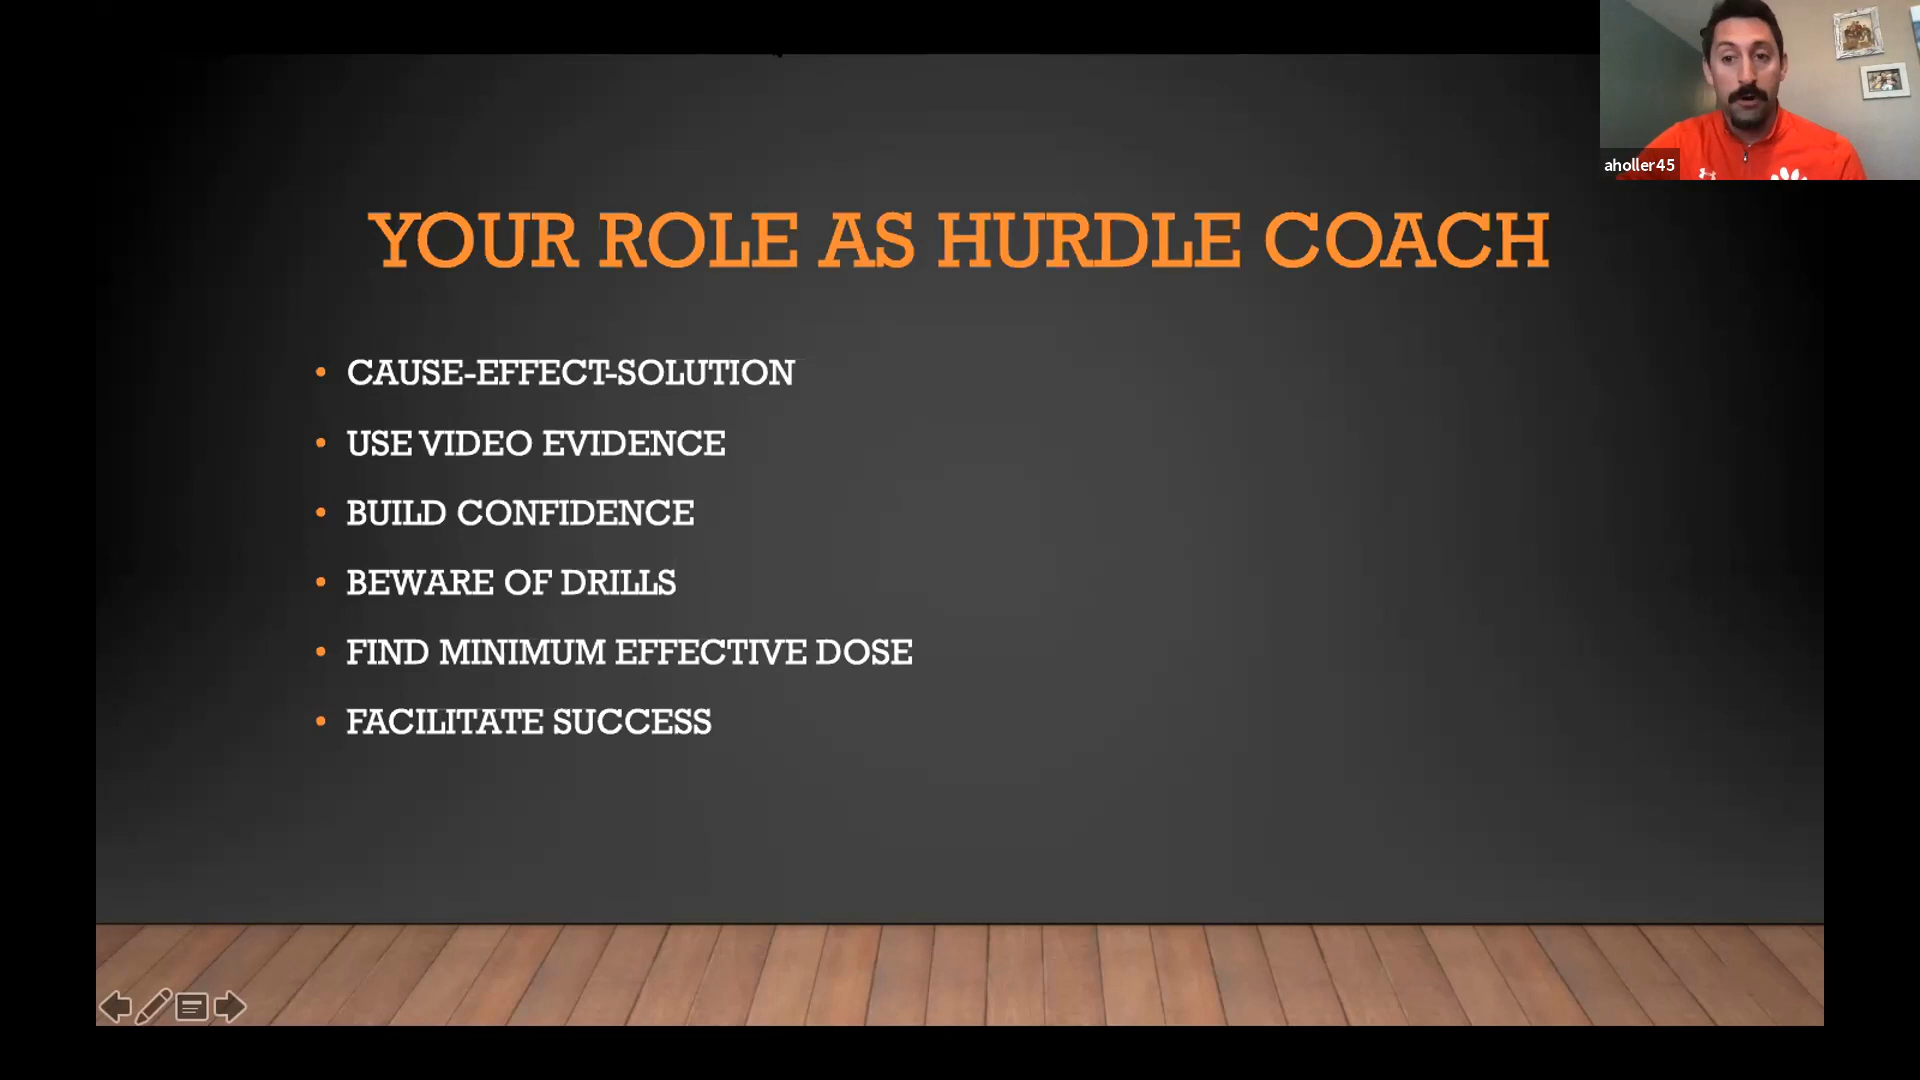 aholler45
YOUR ROLE AS HURDLE COACH
• CAUSE-EFFECT-SOLUTION
• USE VIDEO EVIDENCE
• BUILD CONFIDENCE
• BEWARE OF DRILLS
• FIND MINIMUM EFFECTIVE DOSE
• FACILITATE SUCCESS